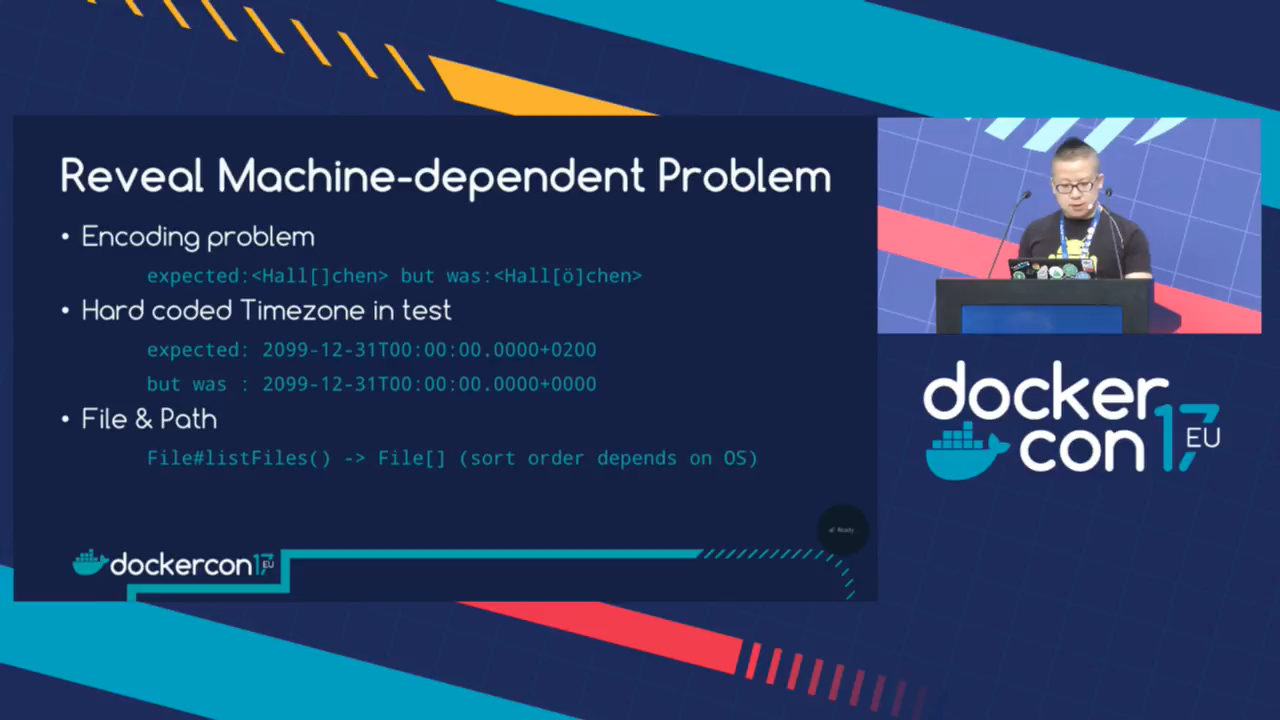 Reveal Machine-dependent Problem
• Encoding problem
expected:<Hall[]chen> but was:<Hall[ö]chen>
• Hard coded Timezone in test
expected: 2099-12-31T00:00:00.0000+0200
but was : 2099-12-31T00:00:00.0000+0000
• File & Path
File#listFiles() -> File[] (sort order depends on OS)
Ready
dockercon17 EU
docker
con 17 EU